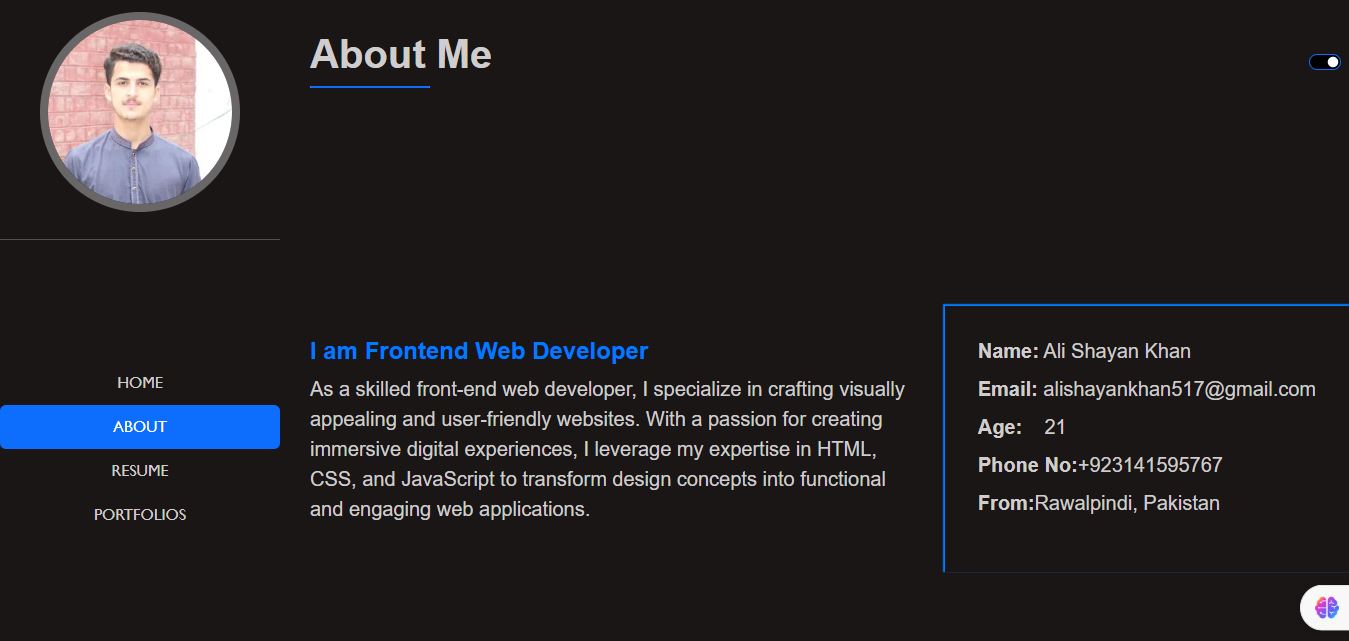 About Me
HOME
ABOUT
RESUME
PORTFOLIOS
I am Frontend Web Developer
As a skilled front-end web developer, I specialize in crafting visually
appealing and user-friendly websites. With a passion for creating
immersive digital experiences, I leverage my expertise in HTML,
CSS, and JavaScript to transform design concepts into functional
and engaging web applications.
Name: Ali Shayan Khan
Email: alishayankhan517@gmail.com
Age: 21
Phone No:+923141595767
From:Rawalpindi, Pakistan